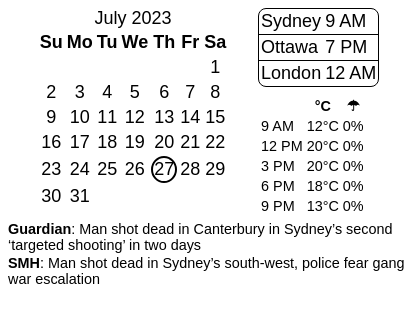 July 2023
Su Mo Tu We Th Fr Sa
1
2 3 4 5 6 7 8
9 10 11 12 13 14 15
16 17 18 19 20 21 22
23 24 25 26 27 28 29
30 31
Sydney 9 AM
Ottawa 7 PM
London 12 AM
°C ☂
9 AM 12°C 0%
12 PM 20°C 0%
3 PM 20°C 0%
6 PM 18°C 0%
9 PM 13°C 0%
Guardian: Man shot dead in Canterbury in Sydney’s second
‘targeted shooting’ in two days
SMH: Man shot dead in Sydney’s south-west, police fear gang
war escalation